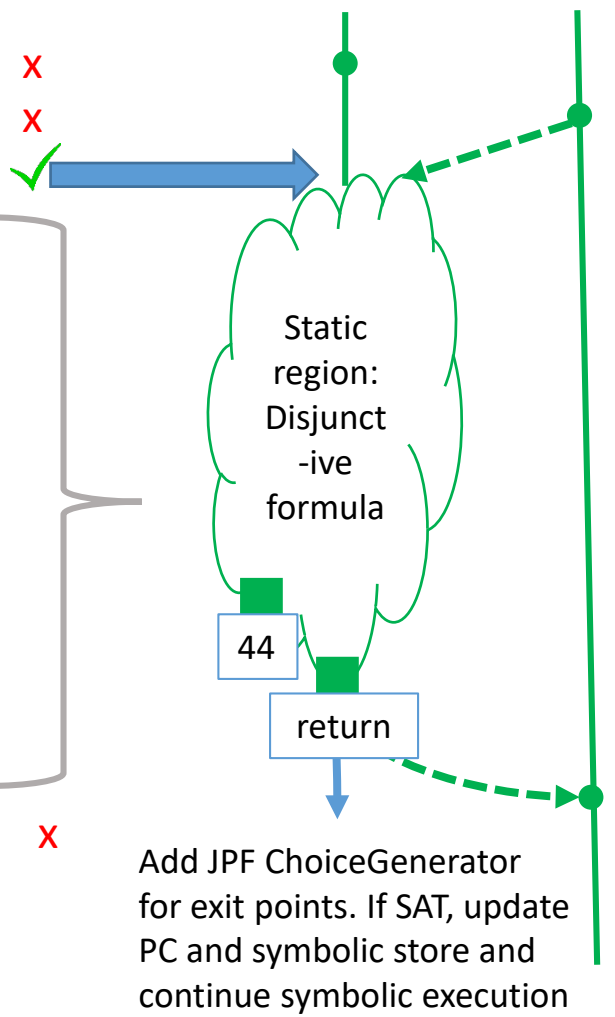 X
X
Static
region:
Disjunct
-ive
formula
44
return
X
Add JPF ChoiceGenerator
for exit points. If SAT, update
PC and symbolic store and
continue symbolic execution